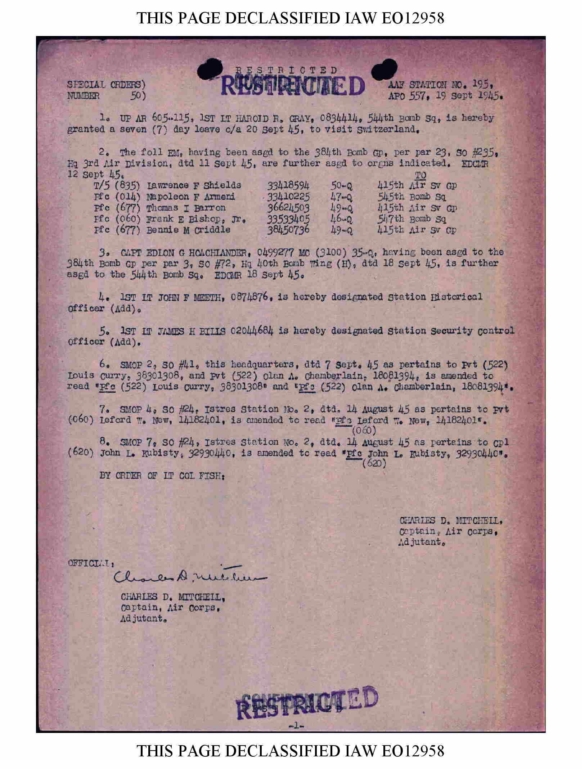 THIS PAGE DECLASSIFIED IAW EO12958
RESTRICTED
RESTRICTED
SPECIAL ORDERS)
NUMBER 50)
AAF STATION NO. 195,
APO 557, 19 Sept 1945.
1. UP AR 605-115, 1ST LT HAROLD R. GRAY, 0834414, 544th Bomb Sq, is hereby
granted a seven (7) day leave c/a 20 Sept 45, to visit Switzerland.
2. The foll EM, having been asgd to the 384th Bomb Gp, per par 23, SO #235,
Hq 3rd Air Division, dtd 11 Sept 45, are further asgd to orgns indicated. EDCMR
12 Sept 45.
TO
T/5 (835) Lawrence F Shields 33418594 50-Q 415th Air Sv Gp
Pfc (014) Napoleon F Armeni 33410225 47-Q 545th Bomb Sq
Pfc (677) Thomas I Barron 36624503 49-Q 415th Air Sv Gp
Pfc (060) Frank E Bishop, Jr. 33533405 46-Q 547th Bomb Sq
Pfc (677) Bennie M Criddle 38450736 49-Q 415th Air Sv Gp
3. CAPT EDLON G HOACHLANDER, 0499277 MC (3100) 35-Q, having been asgd to the
384th Bomb Gp per par 3, SO #72, Hq 40th Bomb Wing (H), dtd 18 Sept 45, is further
asgd to the 544th Bomb Sq. EDCMR 18 Sept 45.
4. 1ST LT JOHN F MEETH, 0874876, is hereby designated Station Historical
Officer (Add).
5. 1ST LT JAMES H BILLS 02044684 is hereby designated Station Security Control
Officer (Add).
6. SMOP 2, SO #41, this headquarters, dtd 7 Sept. 45 as pertains to Pvt (522)
Louis Curry, 38301308, and Pvt (522) Olan A. Chamberlain, 18081394, is amended to
read "Pfc (522) Louis Curry, 38301308" and "Pfc (522) Olan A. Chamberlain, 18081394".
7. SMOP 4, SO #24, Istres Station No. 2, dtd. 14 August 45 as pertains to Pvt
(060) Leford W. New, 14182401, is amended to read "Pfc Leford W. New, 14182401".
(060)
8. SMOP 7, SO #24, Istres Station No. 2, dtd. 14 August 45 as pertains to Cpl
(620) John L. Kubisty, 32930440, is amended to read "Pfc John L. Kubisty, 32930440".
(620)
BY ORDER OF LT COL FISH:
CHARLES D. MITCHELL,
Captain, Air Corps,
Adjutant.
OFFICIAL:
Charles D. Mitchell
CHARLES D. MITCHELL,
Captain, Air Corps,
Adjutant.
CONFIDENTIAL
RESTRICTED
-1-
THIS PAGE DECLASSIFIED IAW EO12958